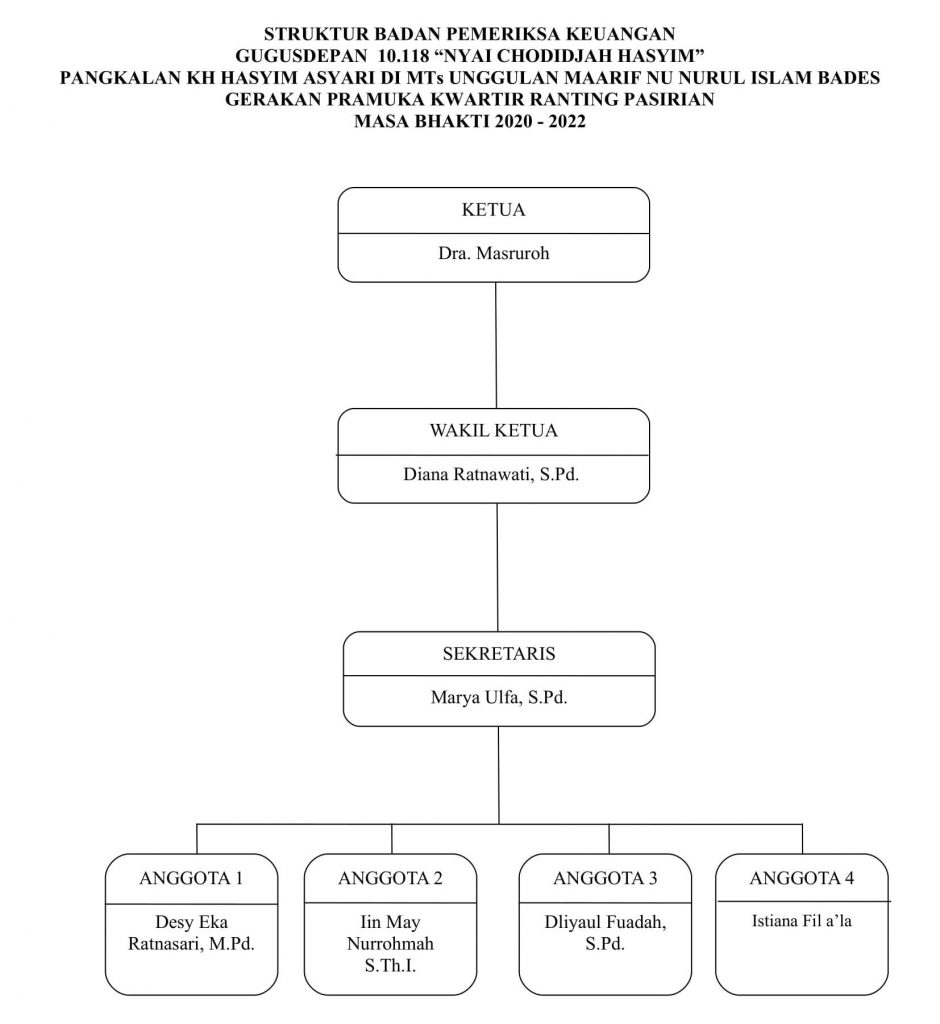 STRUKTUR BADAN PEMERIKSA KEUANGAN
GUGUSDEPAN 10.118 “NYAI CHODIDJAH HASYIM”
PANGKALAN KH HASYIM ASYARI DI MTs UNGGULAN MAARIF NU NURUL ISLAM BADES
GERAKAN PRAMUKA KWARTIR RANTING PASIRIAN
MASA BHAKTI 2020 - 2022
KETUA
Dra. Masruroh
WAKIL KETUA
Diana Ratnawati, S.Pd.
SEKRETARIS
Marya Ulfa, S.Pd.
ANGGOTA 1
Desy Eka
Ratnasari, M.Pd.
ANGGOTA 2
Iin May
Nurrohmah
S.Th.I.
ANGGOTA 3
Dliyaul Fuadah,
S.Pd.
ANGGOTA 4
Istiana Fil a’la